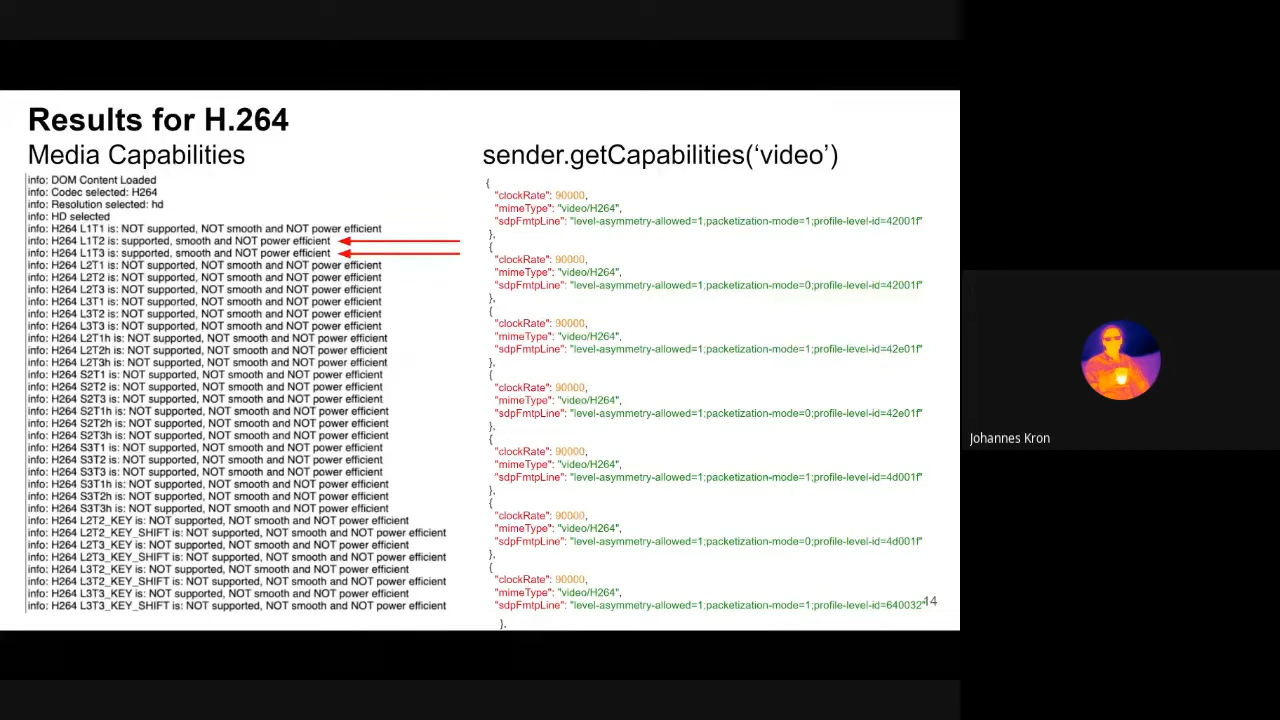 Results for H.264
Media Capabilities
info: DOM Content Loaded
info: Codec selected: H264
info: Resolution selected: hd
info: HD selected
info: H264 L1T1 is: NOT supported, NOT smooth and NOT power efficient
info: H264 L1T2 is: supported, smooth and NOT power efficient
info: H264 L1T3 is: supported, smooth and NOT power efficient
info: H264 L2T1 is: NOT supported, NOT smooth and NOT power efficient
info: H264 L2T2 is: NOT supported, NOT smooth and NOT power efficient
info: H264 L2T3 is: NOT supported, NOT smooth and NOT power efficient
info: H264 L3T1 is: NOT supported, NOT smooth and NOT power efficient
info: H264 L3T2 is: NOT supported, NOT smooth and NOT power efficient
info: H264 L3T3 is: NOT supported, NOT smooth and NOT power efficient
info: H264 L2T1h is: NOT supported, NOT smooth and NOT power efficient
info: H264 L2T2h is: NOT supported, NOT smooth and NOT power efficient
info: H264 L2T3h is: NOT supported, NOT smooth and NOT power efficient
info: H264 S2T1 is: NOT supported, NOT smooth and NOT power efficient
info: H264 S2T2 is: NOT supported, NOT smooth and NOT power efficient
info: H264 S2T3 is: NOT supported, NOT smooth and NOT power efficient
info: H264 S2T1h is: NOT supported, NOT smooth and NOT power efficient
info: H264 S2T2h is: NOT supported, NOT smooth and NOT power efficient
info: H264 S2T3h is: NOT supported, NOT smooth and NOT power efficient
info: H264 S3T1 is: NOT supported, NOT smooth and NOT power efficient
info: H264 S3T2 is: NOT supported, NOT smooth and NOT power efficient
info: H264 S3T3 is: NOT supported, NOT smooth and NOT power efficient
info: H264 S3T1h is: NOT supported, NOT smooth and NOT power efficient
info: H264 S3T2h is: NOT supported, NOT smooth and NOT power efficient
info: H264 S3T3h is: NOT supported, NOT smooth and NOT power efficient
info: H264 L2T2_KEY is: NOT supported, NOT smooth and NOT power efficient
info: H264 L2T2_KEY_SHIFT is: NOT supported, NOT smooth and NOT power efficient
info: H264 L2T3_KEY is: NOT supported, NOT smooth and NOT power efficient
info: H264 L2T3_KEY_SHIFT is: NOT supported, NOT smooth and NOT power efficient
info: H264 L3T2_KEY is: NOT supported, NOT smooth and NOT power efficient
info: H264 L3T2_KEY_SHIFT is: NOT supported, NOT smooth and NOT power efficient
info: H264 L3T3_KEY is: NOT supported, NOT smooth and NOT power efficient
info: H264 L3T3_KEY_SHIFT is: NOT supported, NOT smooth and NOT power efficient
sender.getCapabilities(‘video’)
{
"clockRate": 90000,
"mimeType": "video/H264",
"sdpFmtpLine": "level-asymmetry-allowed=1;packetization-mode=1;profile-level-id=42001f"
},
{
"clockRate": 90000,
"mimeType": "video/H264",
"sdpFmtpLine": "level-asymmetry-allowed=1;packetization-mode=0;profile-level-id=42001f"
},
{
"clockRate": 90000,
"mimeType": "video/H264",
"sdpFmtpLine": "level-asymmetry-allowed=1;packetization-mode=1;profile-level-id=42e01f"
},
{
"clockRate": 90000,
"mimeType": "video/H264",
"sdpFmtpLine": "level-asymmetry-allowed=1;packetization-mode=0;profile-level-id=42e01f"
},
{
"clockRate": 90000,
"mimeType": "video/H264",
"sdpFmtpLine": "level-asymmetry-allowed=1;packetization-mode=1;profile-level-id=4d001f"
},
{
"clockRate": 90000,
"mimeType": "video/H264",
"sdpFmtpLine": "level-asymmetry-allowed=1;packetization-mode=0;profile-level-id=4d001f"
},
{
"clockRate": 90000,
"mimeType": "video/H264",
"sdpFmtpLine": "level-asymmetry-allowed=1;packetization-mode=1;profile-level-id=640032"
},
14
Johannes Kron